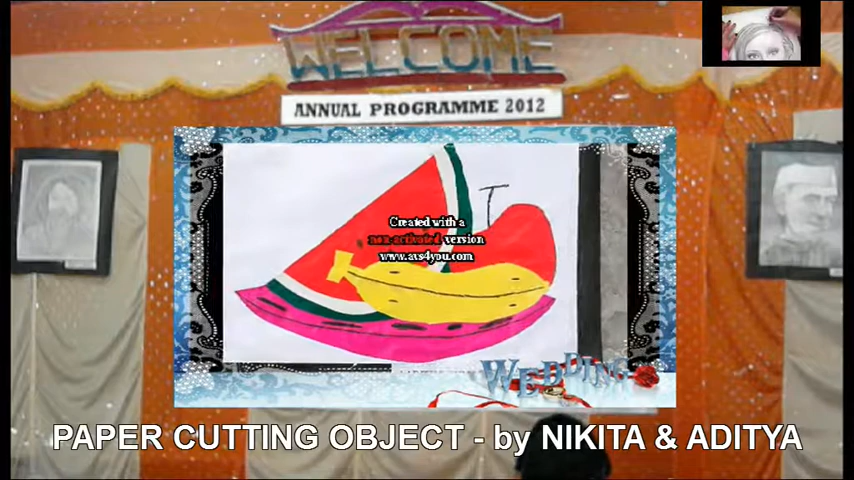 WELCOME
ANNUAL PROGRAMME 2012
Created with a
non-activated version
www.avs4you.com
WEDDING
PAPER CUTTING OBJECT - by NIKITA & ADITYA